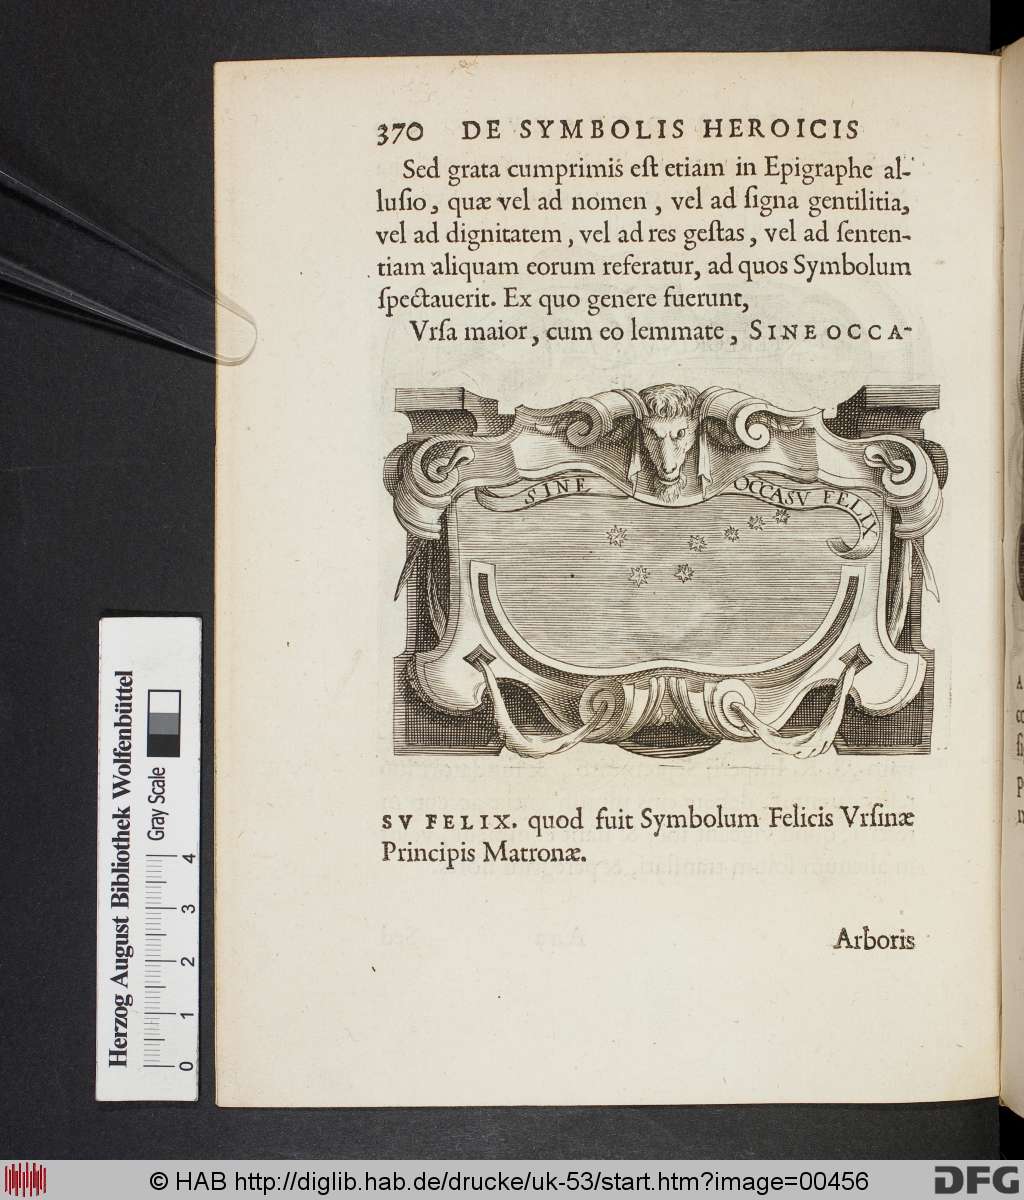 370 DE SYMBOLIS HEROICIS
Sed grata cumprimis eſt etiam in Epigraphe al-
luſio, quæ vel ad nomen, vel ad ſigna gentilitia,
vel ad dignitatem, vel ad res geſtas, vel ad ſenten-
tiam aliquam eorum referatur, ad quos Symbolum
ſpectauerit. Ex quo genere fuerunt,
Vrſa maior, cum eo lemmate, SINE OCCA-
SINE OCCASV FELIX
SV FELIX. quod fuit Symbolum Felicis Vrſinæ
Principis Matronæ.
Arboris
Herzog August Bibliothek Wolfenbüttel
Gray Scale
0 1 2 3 4
© HAB http://diglib.hab.de/drucke/uk-53/start.htm?image=00456
DFG